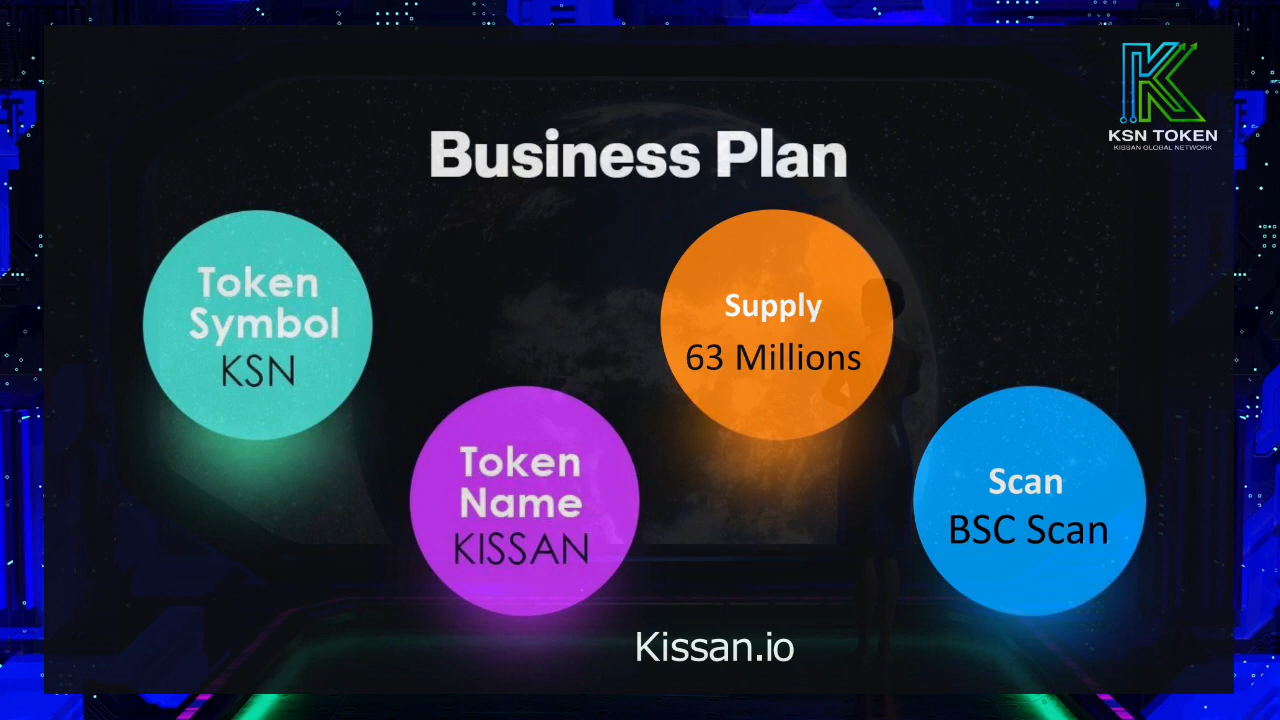 KSN TOKEN
KISSAN GLOBAL NETWORK
Business Plan
Token
Symbol
KSN
Token
Name
KISSAN
Supply
63 Millions
Scan
BSC Scan
Kissan.io